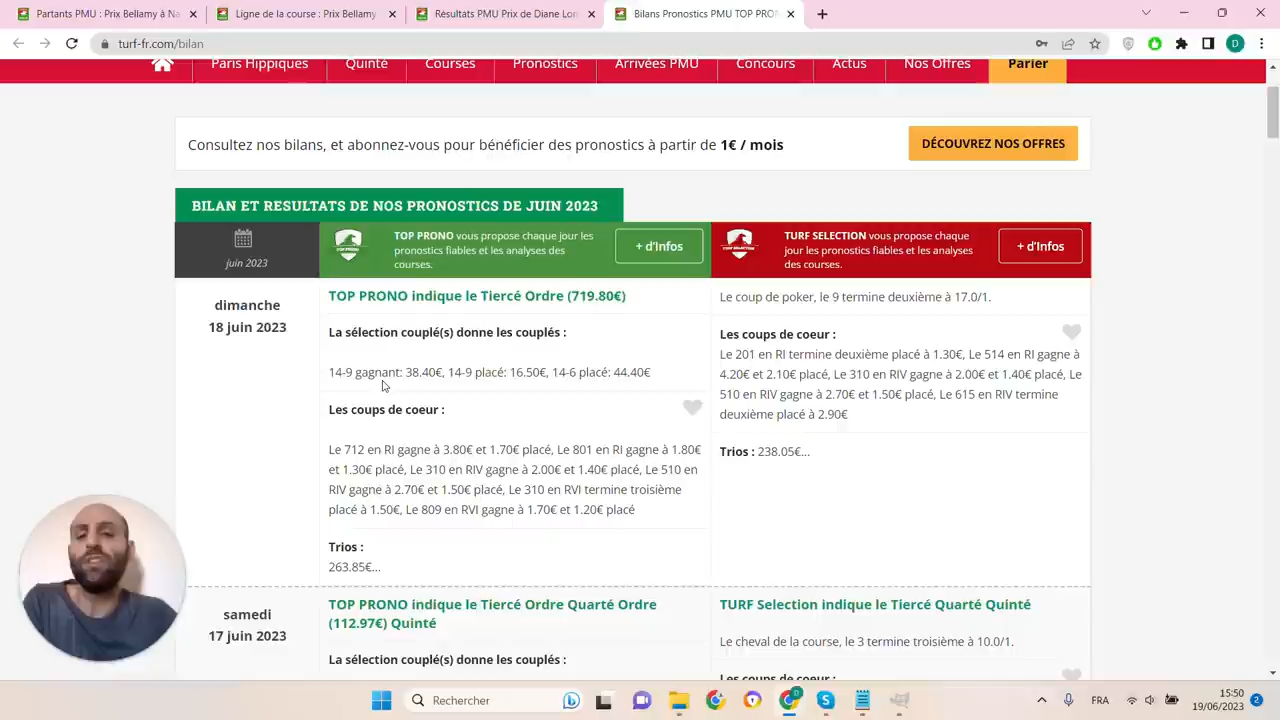 Partants PMU : Prix Bellamy à Na
Ligne de la course : Prix Bellamy
Résultats PMU Prix de Diane Lon
Bilans Pronostics PMU TOP PRON
turf-fr.com/bilan
D
Paris Hippiques
Quinté
Courses
Pronostics
Arrivées PMU
Concours
Actus
Nos Offres
Parier
Consultez nos bilans, et abonnez-vous pour bénéficier des pronostics à partir de 1€ / mois
DÉCOUVREZ NOS OFFRES
BILAN ET RESULTATS DE NOS PRONOSTICS DE JUIN 2023
juin 2023
TOP PRONO
TOP PRONO vous propose chaque jour les
pronostics fiables et les analyses des
courses.
+ d'Infos
TOP SELECTION
TURF SELECTION vous propose chaque
jour les pronostics fiables et les analyses
des courses.
+ d'Infos
dimanche
18 juin 2023
TOP PRONO indique le Tiercé Ordre (719.80€)
La sélection couplé(s) donne les couplés :
14-9 gagnant: 38.40€, 14-9 placé: 16.50€, 14-6 placé: 44.40€
Les coups de coeur :
Le 712 en RI gagne à 3.80€ et 1.70€ placé, Le 801 en RI gagne à 1.80€
et 1.30€ placé, Le 310 en RIV gagne à 2.00€ et 1.40€ placé, Le 510 en
RIV gagne à 2.70€ et 1.50€ placé, Le 310 en RVI termine troisième
placé à 1.50€, Le 809 en RVI gagne à 1.70€ et 1.20€ placé
Trios :
263.85€...
Le coup de poker, le 9 termine deuxième à 17.0/1.
Les coups de coeur :
Le 201 en RI termine deuxième placé à 1.30€, Le 514 en RI gagne à
4.20€ et 2.10€ placé, Le 310 en RIV gagne à 2.00€ et 1.40€ placé, Le
510 en RIV gagne à 2.70€ et 1.50€ placé, Le 615 en RIV termine
deuxième placé à 2.90€
Trios : 238.05€...
samedi
17 juin 2023
TOP PRONO indique le Tiercé Ordre Quarté Ordre
(112.97€) Quinté
La sélection couplé(s) donne les couplés :
TURF Selection indique le Tiercé Quarté Quinté
Le cheval de la course, le 3 termine troisième à 10.0/1.
Les coups de coeur :
Rechercher
FRA
15:50
19/06/2023
2